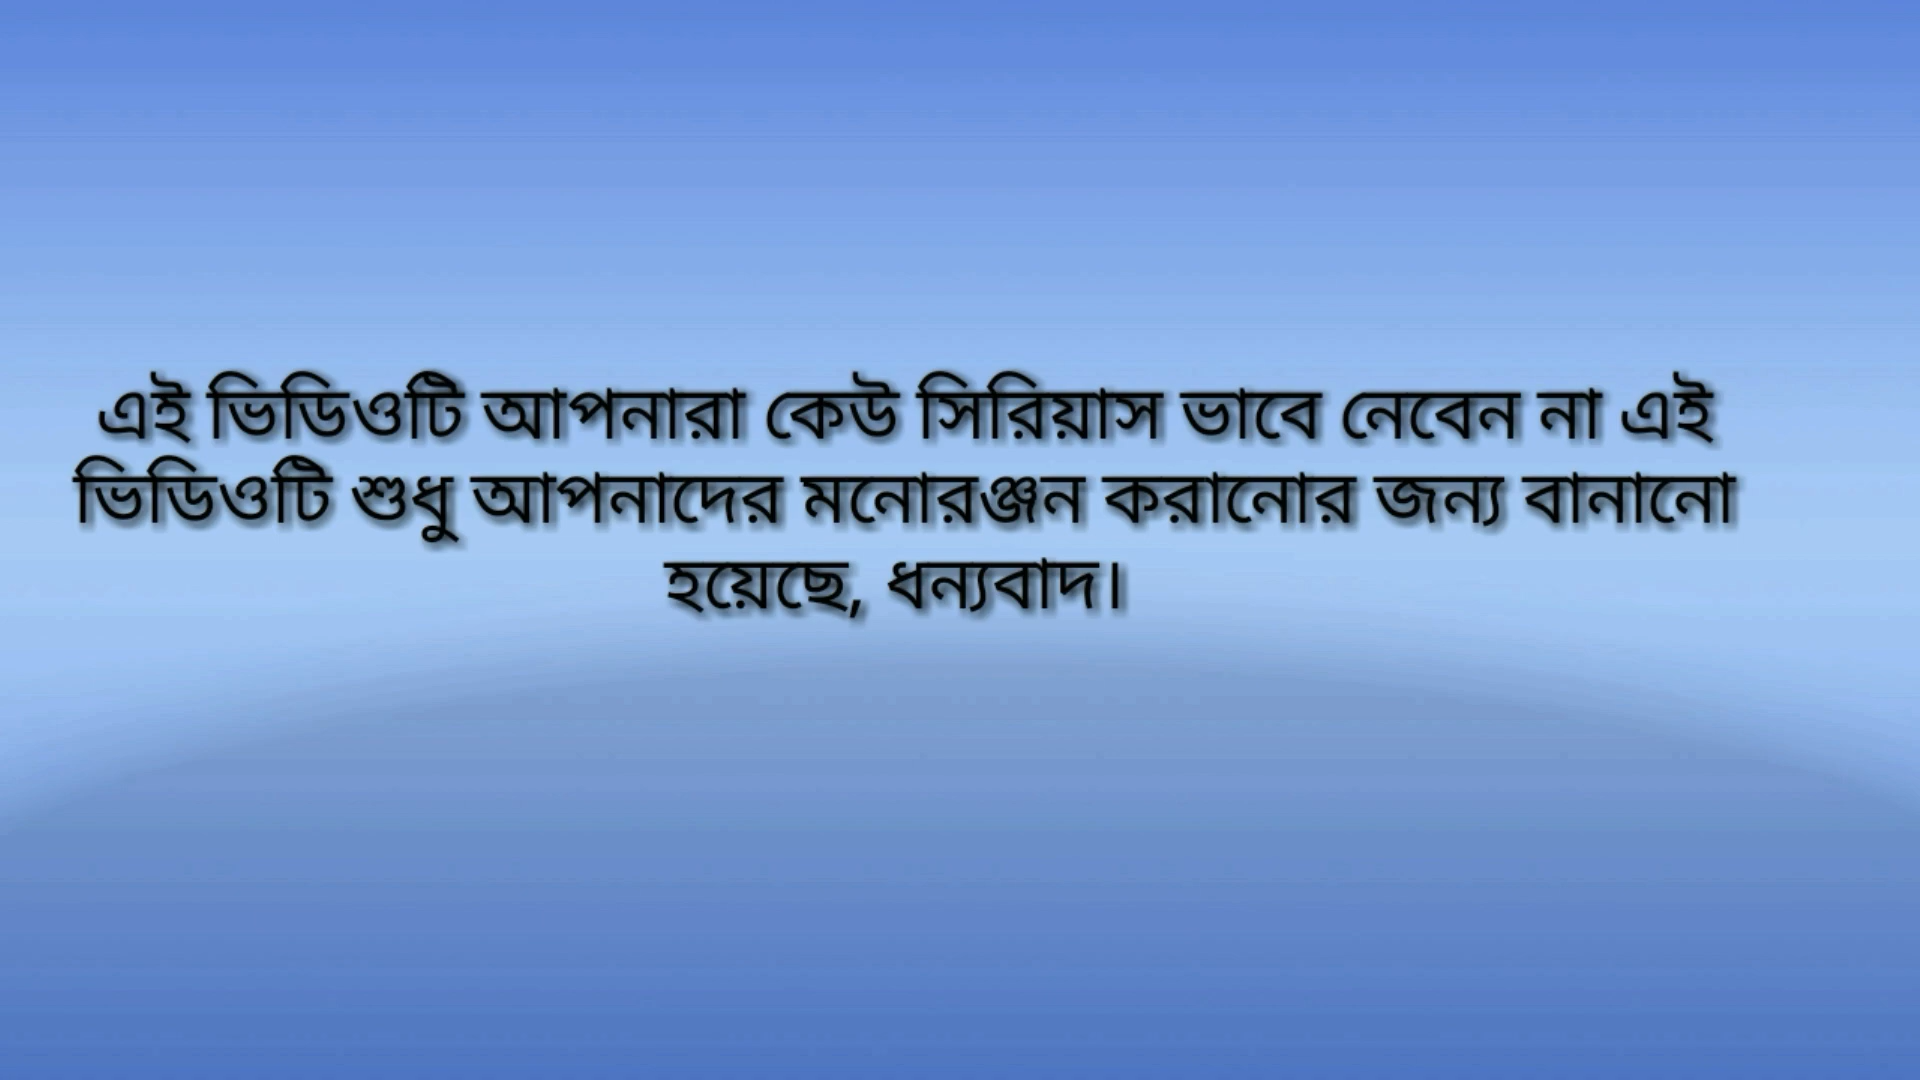 এই ভিডিওটি আপনারা কেউ সিরিয়াস ভাবে নেবেন না এই
ভিডিওটি শুধু আপনাদের মনোরঞ্জন করানোর জন্য বানানো
হয়েছে, ধন্যবাদ।